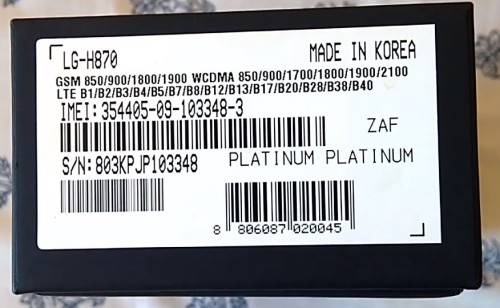 LG-H870 MADE IN KOREA
GSM 850/900/1800/1900 WCDMA 850/900/1700/1800/1900/2100
LTE B1/B2/B3/B4/B5/B7/B8/B12/B13/B17/B20/B28/B38/B40
IMEI: 354405-09-103348-3
ZAF
S/N: 803KPJP103348 PLATINUM PLATINUM
8 806087 020045